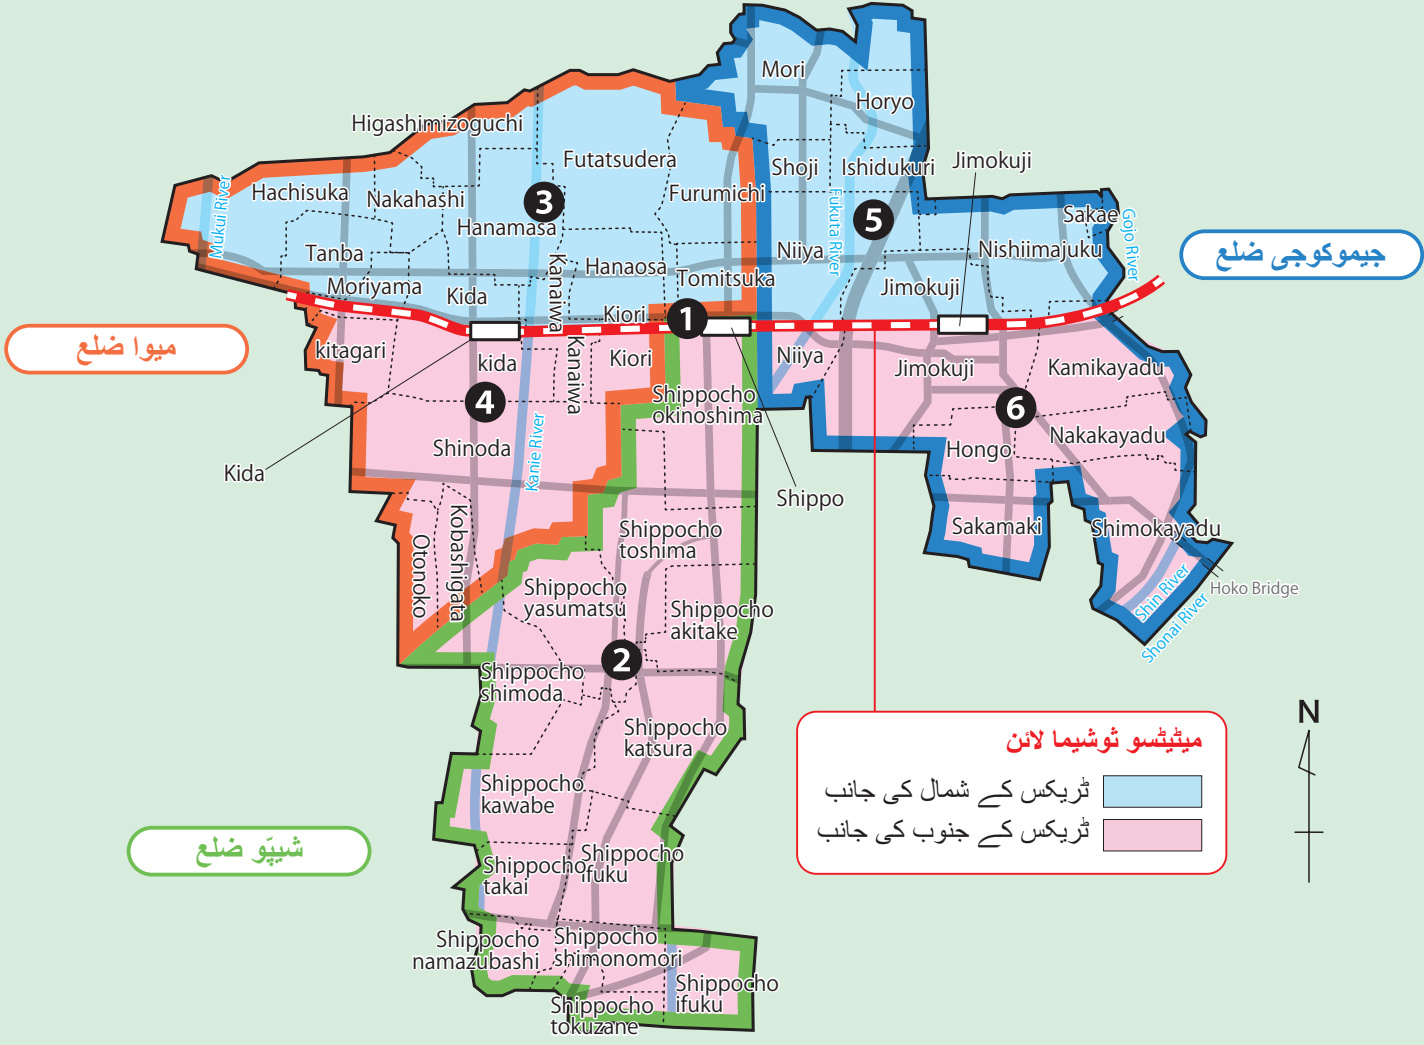 Mori
Horyo
Higashimizoguchi
Futatsudera
Shoji
Ishidukuri
Jimokuji
Hachisuka
Nakahashi
3
Furumichi
5
Sakae
Mukui River
Hanamasa
Fukuta River
Gojo River
Tanba
Niiya
Nishiimajuku
جیموکوجی ضلع
Moriyama
Kida
Kanaiwa
Hanaosa
Tomitsuka
Jimokuji
Kiori
1
میوا ضلع
kitagari
kida
Kanaiwa
Kiori
Niiya
Jimokuji
Kamikayadu
4
Shippocho
okinoshima
6
Shinoda
Kanie River
Hongo
Nakakayadu
Kida
Shippo
Otonoko
Kobashigata
Shippocho
toshima
Sakamaki
Shimokayadu
Shippocho
yasumatsu
Shippocho
akitake
Shin River
Hoko Bridge
Shonai River
2
Shippocho
shimoda
Shippocho
katsura
N
میٹیٹسو ٹوشیما لائن
ٹریکس کے شمال کی جانب
ٹریکس کے جنوب کی جانب
Shippocho
kawabe
شیپّو ضلع
Shippocho
takai
Shippocho
ifuku
Shippocho
namazubashi
Shippocho
shimonomori
Shippocho
ifuku
Shippocho
tokuzane